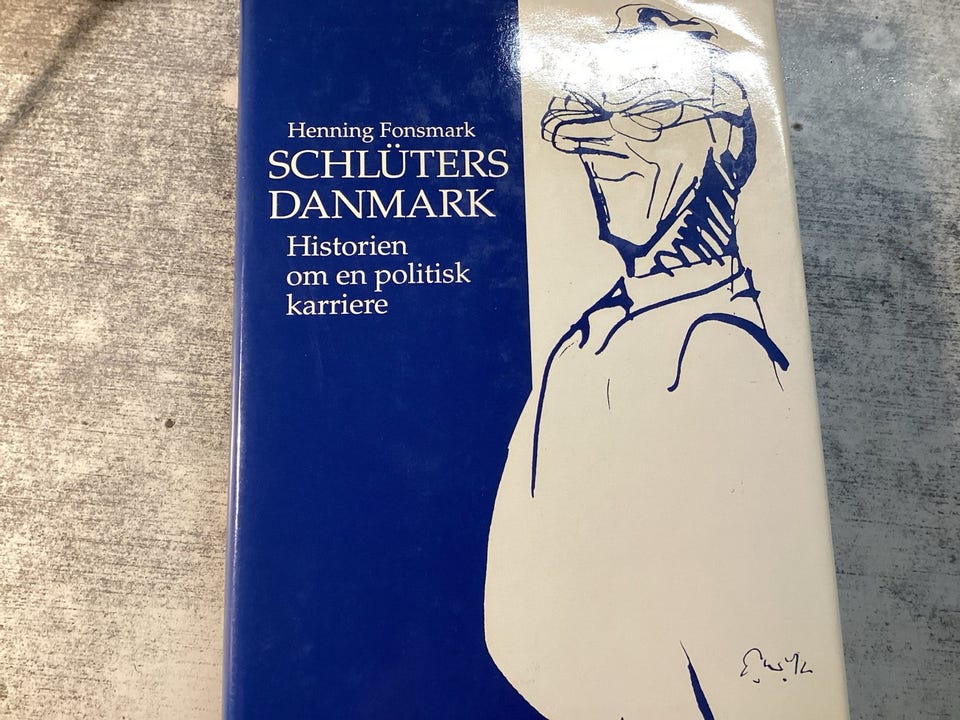 Henning Fonsmark
SCHLÜTERS
DANMARK
Historien
om en politisk
karriere